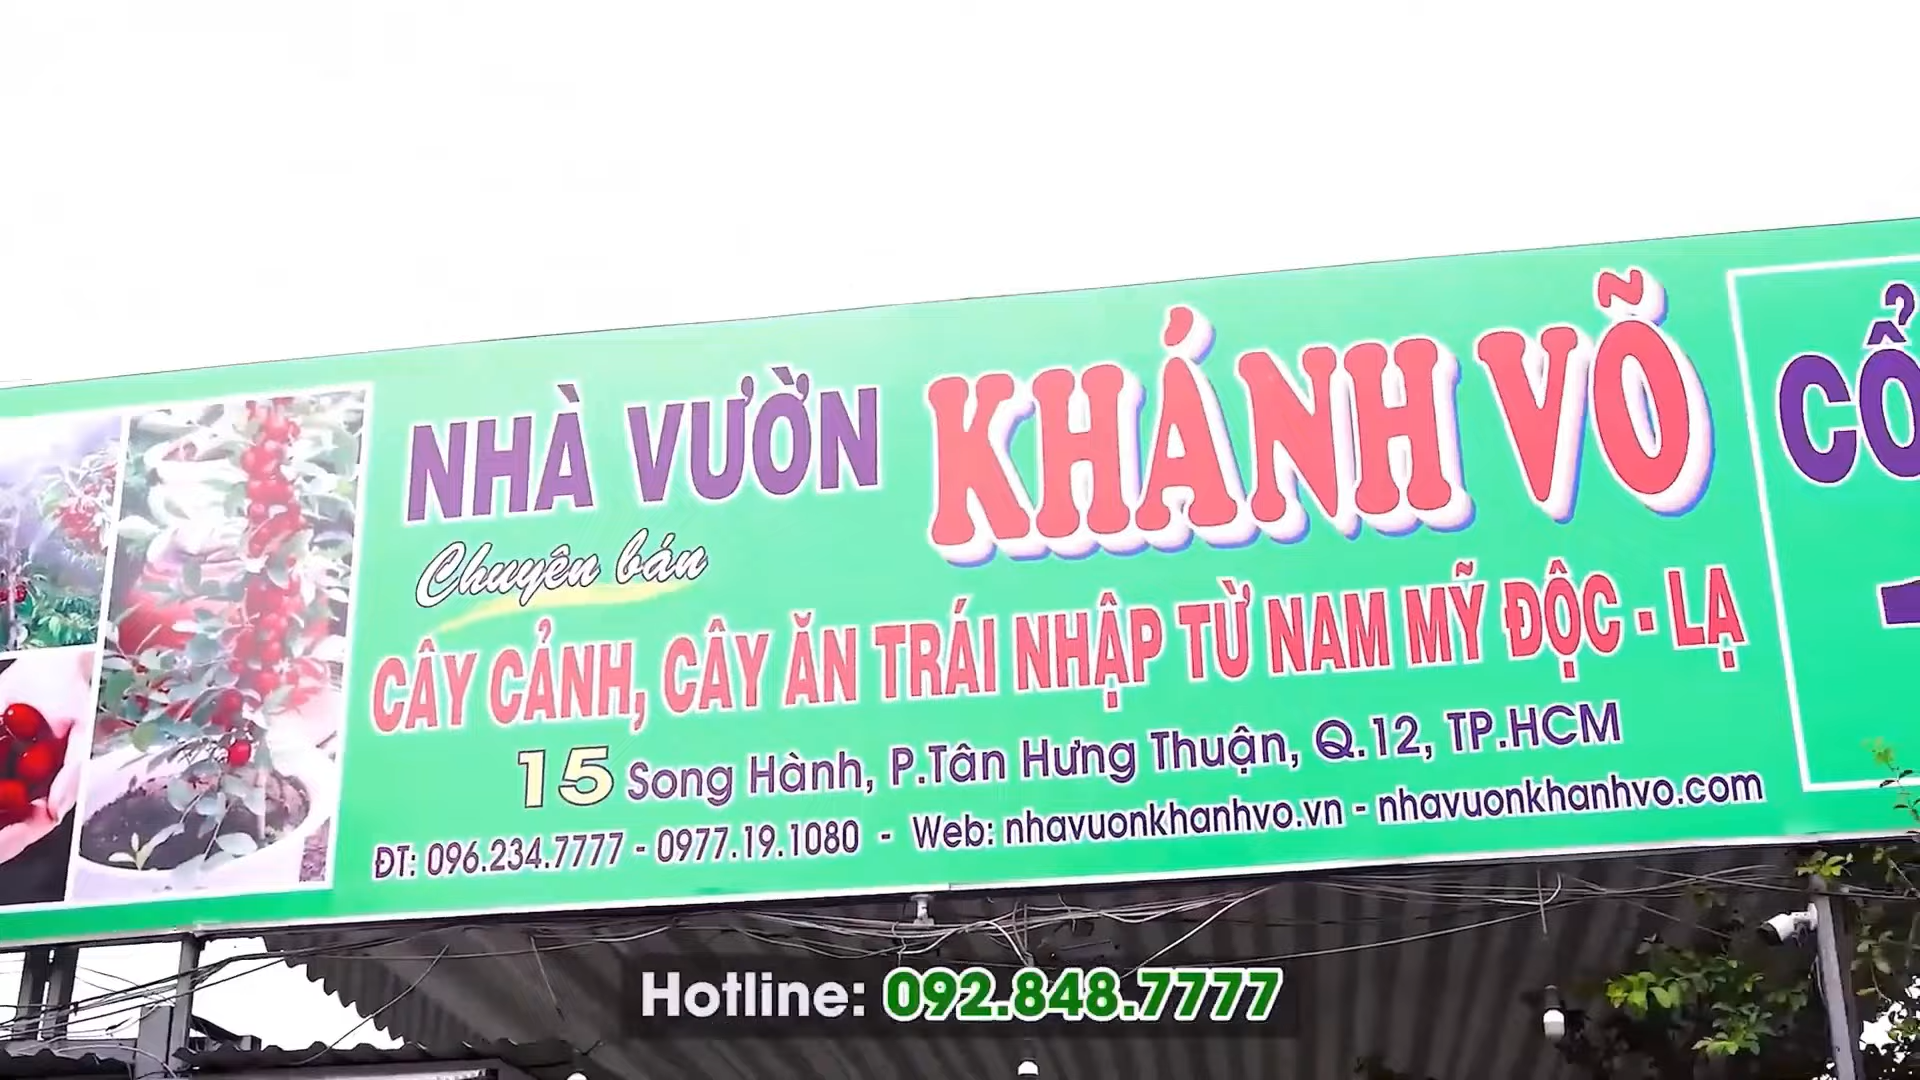 NHÀ VƯỜN KHÁNH VÕ
Chuyên bán
CÂY CẢNH, CÂY ĂN TRÁI NHẬP TỪ NAM MỸ ĐỘC - LẠ
15 Song Hành, P.Tân Hưng Thuận, Q.12, TP.HCM
ĐT: 096.234.7777 - 0977.19.1080 - Web: nhavuonkhanhvo.vn - nhavuonkhanhvo.com
CỔ
Hotline: 092.848.7777